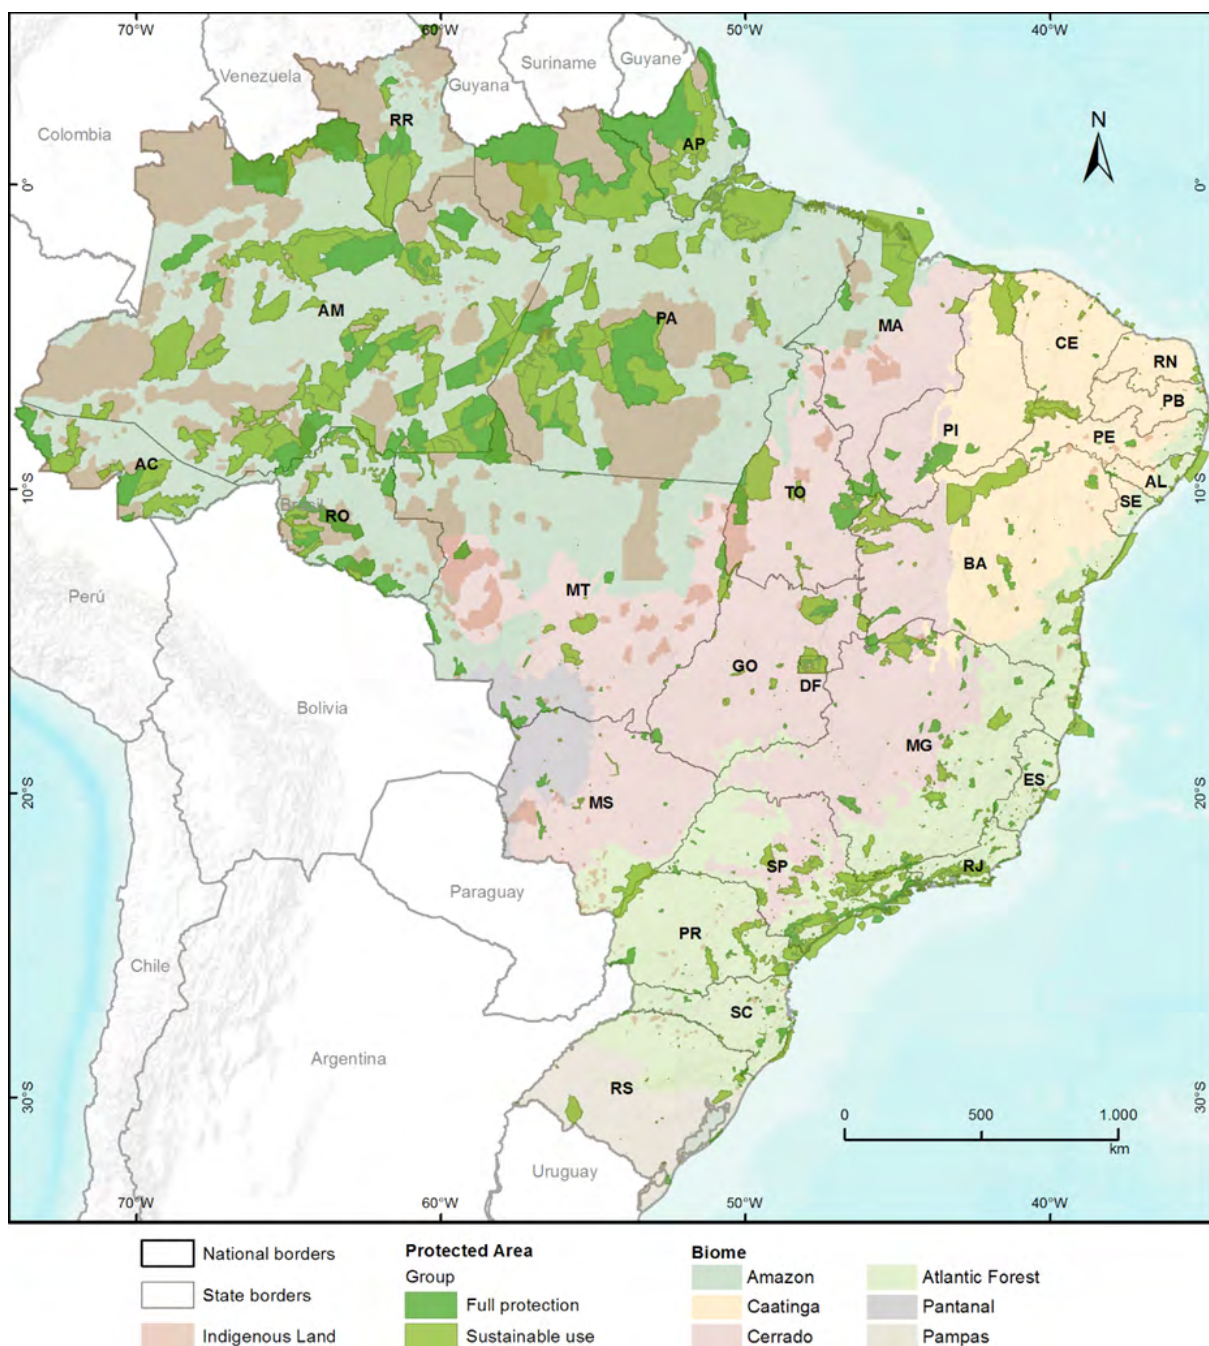 70°W 60°W 50°W 40°W
Suriname Guyane
Venezuela Guyana
Colombia
RR
N
AP
0° 0°
AM PA MA
CE
RN
PB
PI PE
AC AL
10°S TO SE 10°S
Brasil
RO
BA
MT
Perú
GO
DF
Bolivia
MG
ES
20°S MS 20°S
SP RJ
Paraguay
PR
Chile
SC
Argentina
RS
30°S 30°S
0 500 1.000
km
Uruguay
70°W 60°W 50°W 40°W
National borders
State borders
Indigenous Land
Protected Area
Group
Full protection
Sustainable use
Biome
Amazon
Caatinga
Cerrado
Atlantic Forest
Pantanal
Pampas